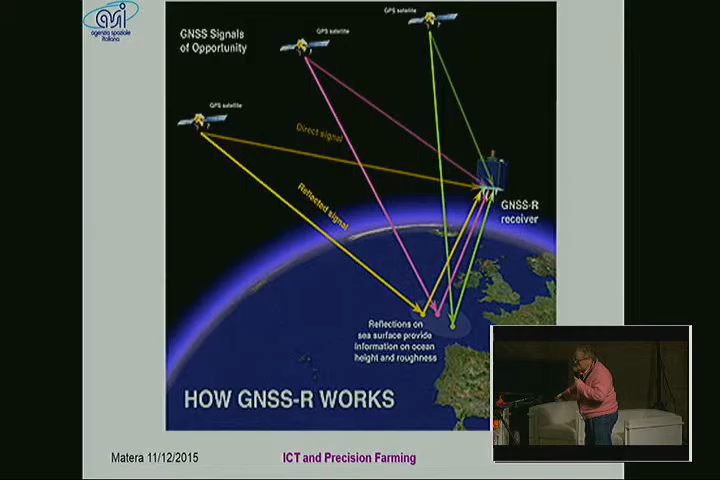 asi
agenzia spaziale
italiana
GNSS Signals
of Opportunity
GPS satellite
GPS satellite
GPS satellite
Direct signal
Reflected signal
GNSS-R
receiver
Reflections on
sea surface provide
information on ocean
height and roughness
HOW GNSS-R WORKS
Matera 11/12/2015
ICT and Precision Farming